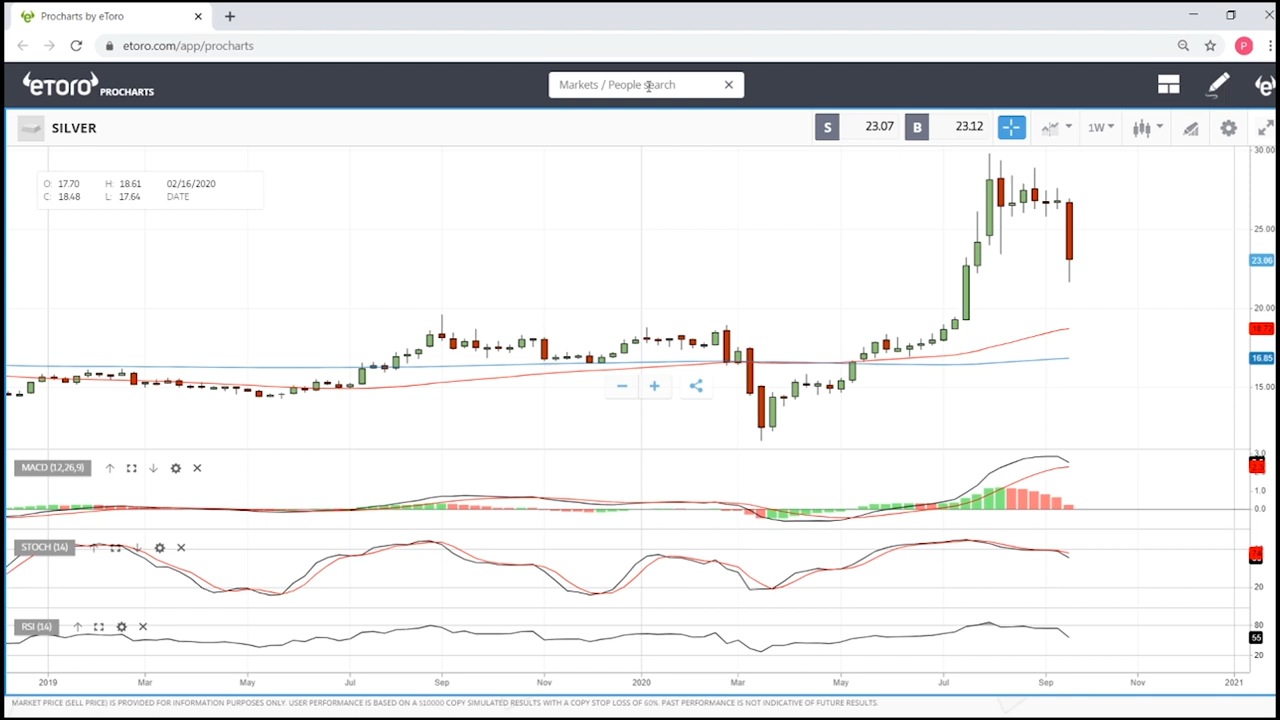 Procharts by eToro
etoro.com/app/procharts
P
eToro PROCHARTS
Markets / People search
SILVER
S 23.07 B 23.12 1W
O: 17.70 H: 18.61 02/16/2020
C: 18.48 L: 17.64 DATE
30.00
25.00
23.06
20.00
18.72
16.85
15.00
MACD (12,26,9)
1.0
0.0
STOCH (14)
74
20
RSI (14)
80
55
20
2019 Mar May Jul Sep Nov 2020 Mar May Jul Sep Nov 2021
MARKET PRICE (SELL PRICE) IS PROVIDED FOR INFORMATION PURPOSES ONLY. USER PERFORMANCE IS BASED ON A $10000 COPY SIMULATED RESULTS WITH A COPY STOP LOSS OF 60%. PAST PERFORMANCE IS NOT INDICATIVE OF FUTURE RESULTS.